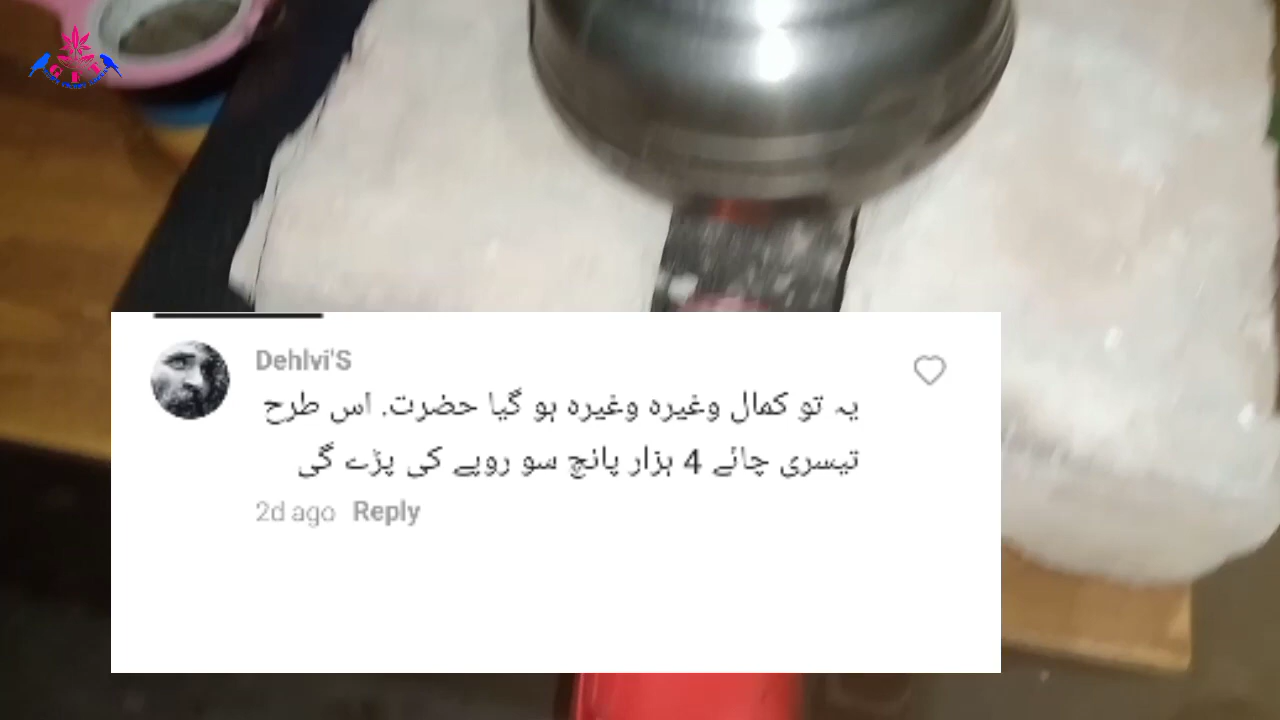 Dehlvi'S
یہ تو کمال وغیرہ وغیرہ ہو گیا حضرت. اس طرح
تیسری چائے 4 ہزار پانچ سو روپے کی پڑے گی
2d ago Reply